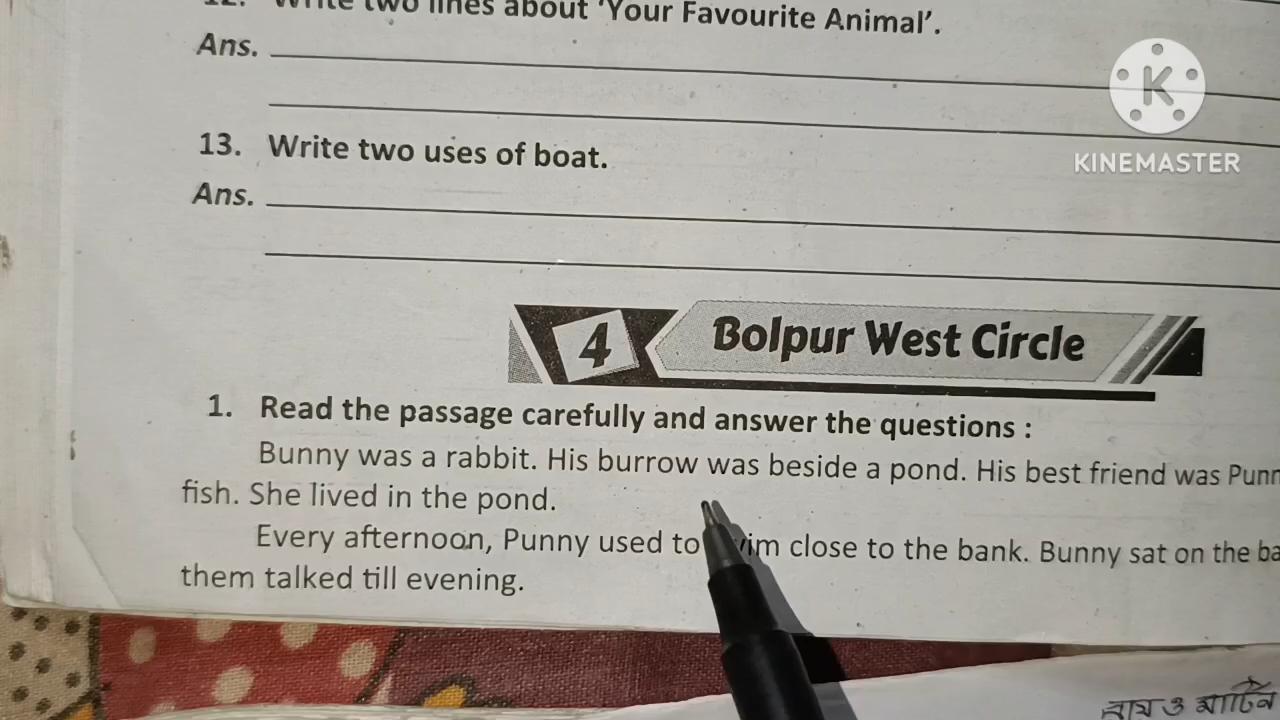 12. Write two lines about 'Your Favourite Animal'.
Ans.
13. Write two uses of boat.
Ans.
KINEMASTER
4 Bolpur West Circle
1. Read the passage carefully and answer the questions :
Bunny was a rabbit. His burrow was beside a pond. His best friend was
fish. She lived in the pond.
Every afternoon, Punny used to close to the bank. Bunny sat on the
them talked till evening.
রায় ও মার্টিন